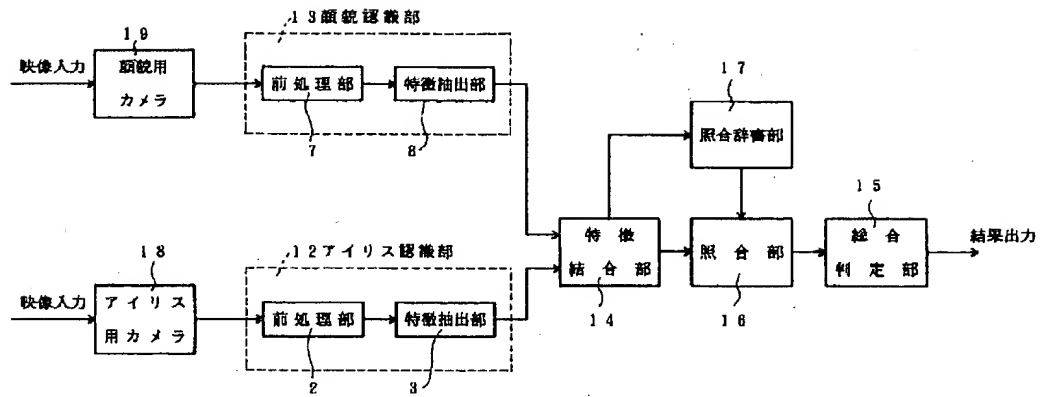 19
13顔貌認識部
映像入力
顔貌用
カメラ
前処理部
特徴抽出部
7
8
17
照合辞書部
15
特徴
結合部
照合部
総合
判定部
結果出力
14
16
18
12アイリス認識部
映像入力
アイリス
用カメラ
前処理部
特徴抽出部
2
3